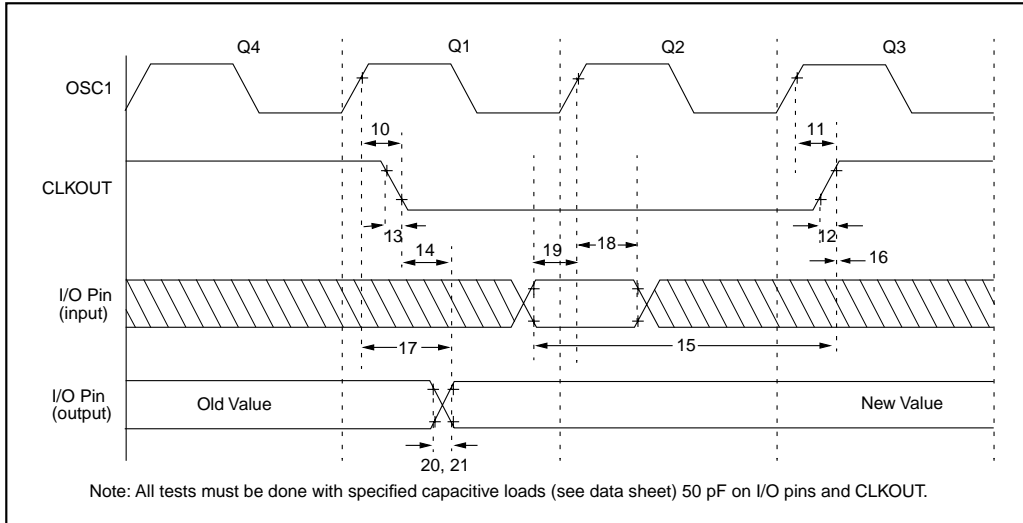 Q4 Q1 Q2 Q3
OSC1
10 11
CLKOUT
13 12
14 19 18 16
I/O Pin
(input)
17 15
I/O Pin
(output)
Old Value New Value
20, 21
Note: All tests must be done with specified capacitive loads (see data sheet) 50 pF on I/O pins and CLKOUT.